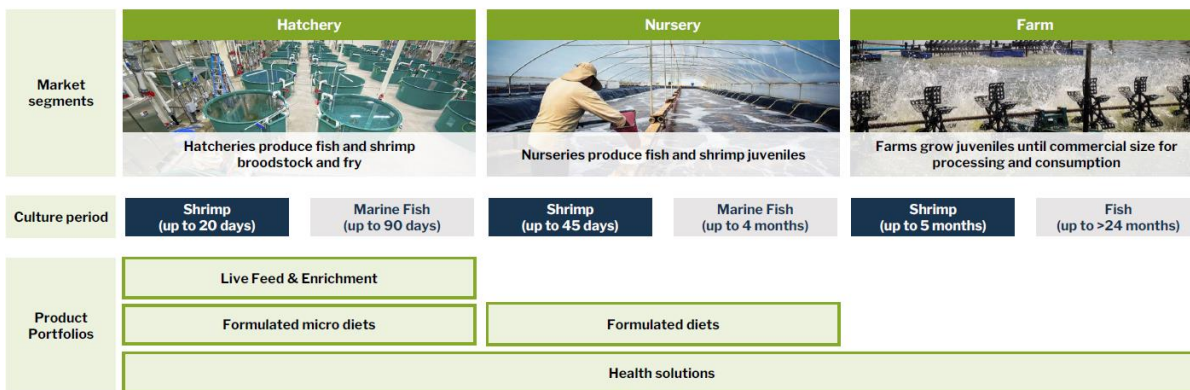 Hatchery
Nursery
Farm
Market
segments
Hatcheries produce fish and shrimp
broodstock and fry
Nurseries produce fish and shrimp juveniles
Farms grow juveniles until commercial size for
processing and consumption
Culture period
Shrimp
(up to 20 days)
Marine Fish
(up to 90 days)
Shrimp
(up to 45 days)
Marine Fish
(up to 4 months)
Shrimp
(up to 5 months)
Fish
(up to >24 months)
Product
Portfolios
Live Feed & Enrichment
Formulated micro diets
Formulated diets
Health solutions